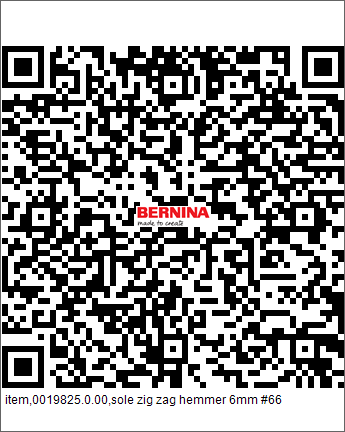 BERNINA
made to create
item,0019825.0.00,sole zig zag hemmer 6mm #66